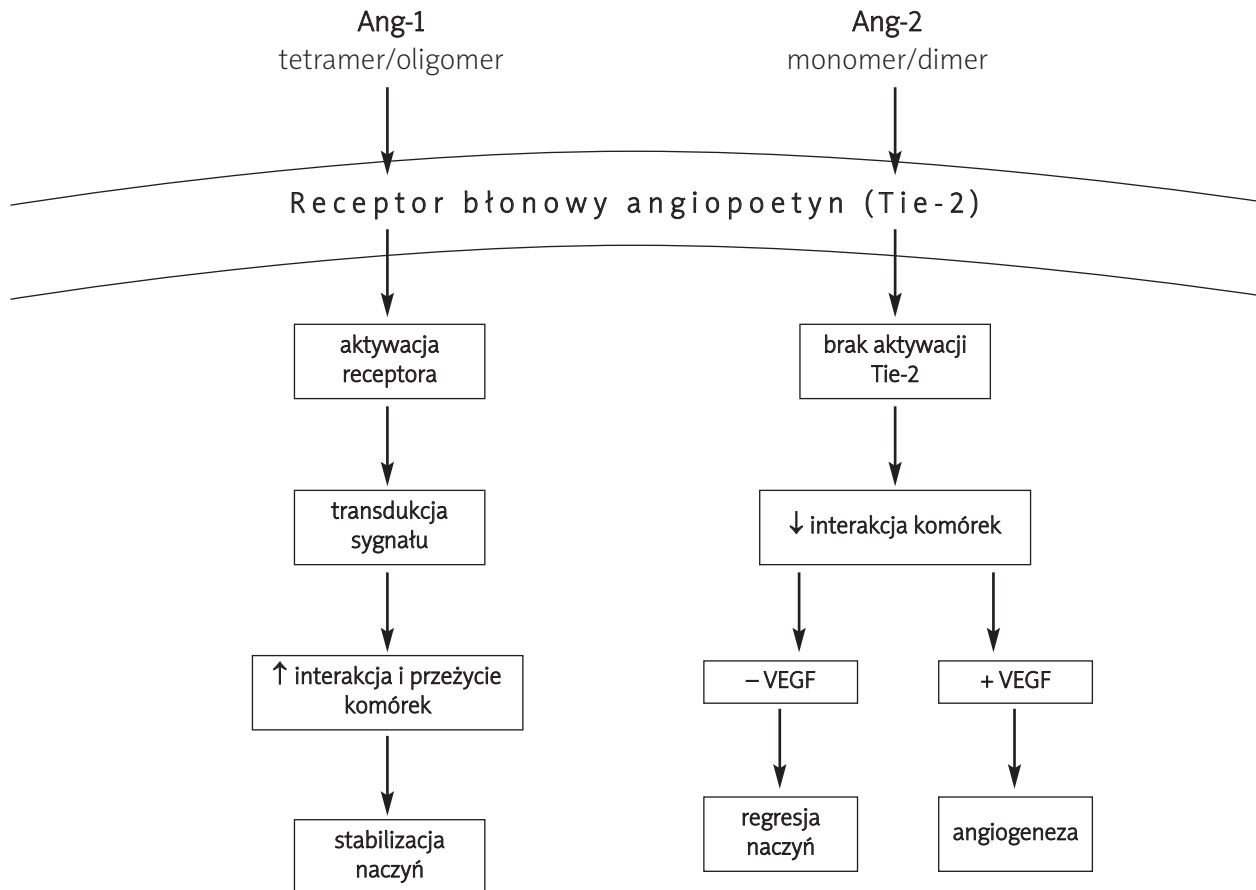 Ang-1
tetramer/oligomer
Ang-2
monomer/dimer
Receptor błonowy angiopoetyn (Tie-2)
aktywacja
receptora
brak aktywacji
Tie-2
transdukcja
sygnału
↓ interakcja komórek
↑ interakcja i przeżycie
komórek
– VEGF
+ VEGF
stabilizacja
naczyń
regresja
naczyń
angiogeneza